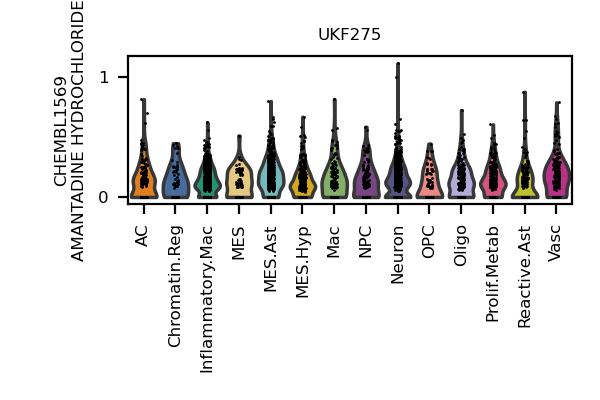 UKF275
CHEMBL1569
AMANTADINE HYDROCHLORIDE
1
0
AC
Chromatin.Reg
Inflammatory.Mac
MES
MES.Ast
MES.Hyp
Mac
NPC
Neuron
OPC
Oligo
Prolif.Metab
Reactive.Ast
Vasc